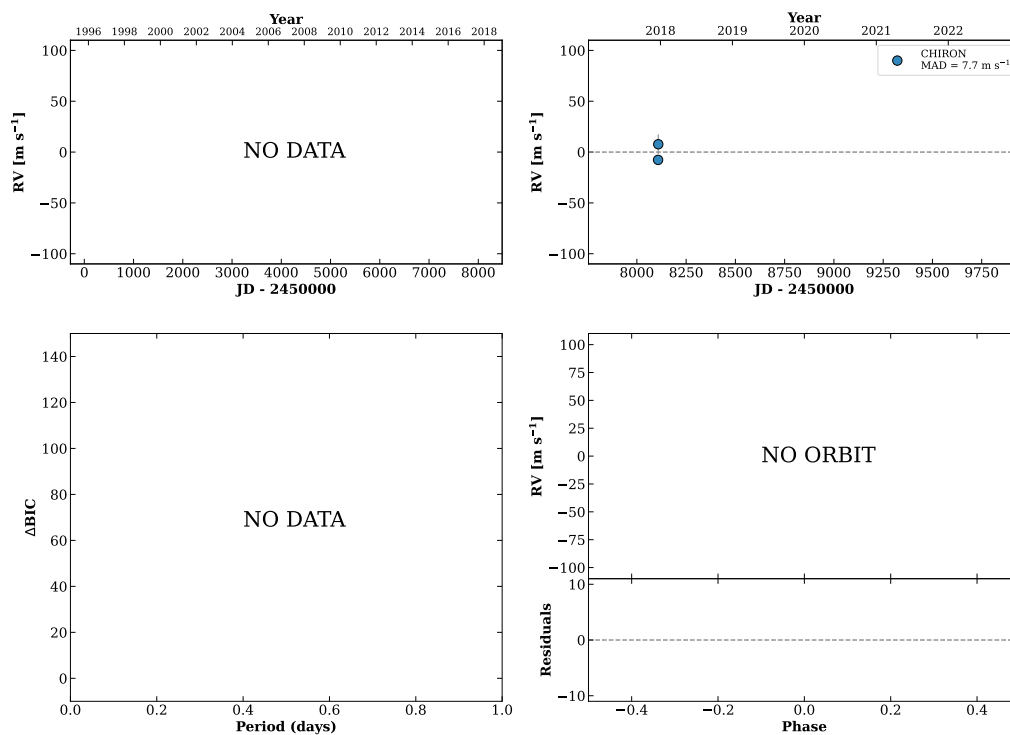 Year
1996 1998 2000 2002 2004 2006 2008 2010 2012 2014 2016 2018
100
50
0
−50
−100
RV [m s⁻¹]
NO DATA
0 1000 2000 3000 4000 5000 6000 7000 8000
JD - 2450000
Year
2018 2019 2020 2021 2022
100
50
0
−50
−100
RV [m s⁻¹]
CHIRON
MAD = 7.7 m s⁻¹
8000 8250 8500 8750 9000 9250 9500 9750
JD - 2450000
140
120
100
80
60
40
20
0
ΔBIC
NO DATA
0.0 0.2 0.4 0.6 0.8 1.0
Period (days)
100
75
50
25
0
−25
−50
−75
−100
RV [m s⁻¹]
NO ORBIT
10
0
−10
Residuals
−0.4 −0.2 0.0 0.2 0.4
Phase